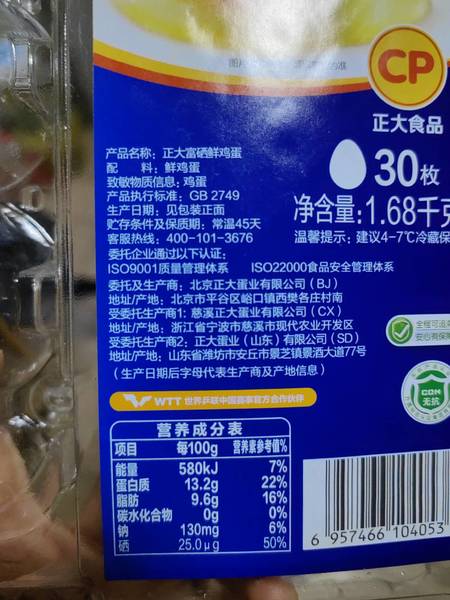 CP
正大食品
30枚
净含量:1.68千克
温馨提示: 建议4-7℃冷藏保
产品名称: 正大富硒鲜鸡蛋
配 料: 鲜鸡蛋
致敏物质信息: 鸡蛋
产品执行标准: GB 2749
生产日期: 见包装正面
贮存条件及保质期: 常温45天
客服热线: 400-101-3676
委托企业通过以下认证:
ISO9001质量管理体系 ISO22000食品安全管理体系
委托及生产商: 北京正大蛋业有限公司(BJ)
地址/产地: 北京市平谷区峪口镇西樊各庄村南
受委托生产商1: 慈溪正大蛋业有限公司(CX)
地址/产地: 浙江省宁波市慈溪市现代农业开发区
受委托生产商2: 正大蛋业(山东)有限公司(SD)
地址/产地: 山东省潍坊市安丘市景芝镇景酒大道77号
(生产日期后字母代表生产商及产地信息)
全程可追
安心有保
CQM
无抗
WTT 世界乒联中国赛事官方合作伙伴
营养成分表
项目 每100g 营养素参考值%
能量 580kJ 7%
蛋白质 13.2g 22%
脂肪 9.6g 16%
碳水化合物 0g 0%
钠 130mg 6%
硒 25.0μg 50%
6 957466 104053